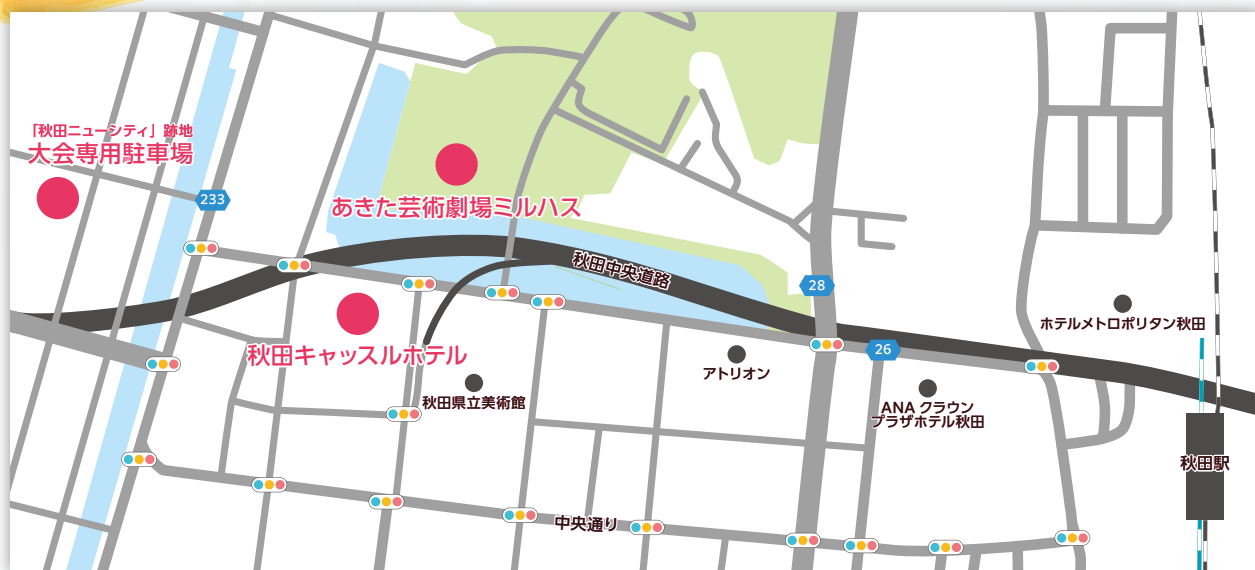 「秋田ニューシティ」跡地
大会専用駐車場
233
あきた芸術劇場ミルハス
秋田中央道路
28
ホテルメトロポリタン秋田
秋田キャッスルホテル
26
アトリオン
秋田県立美術館
ANA クラウン
プラザホテル秋田
秋田駅
中央通り